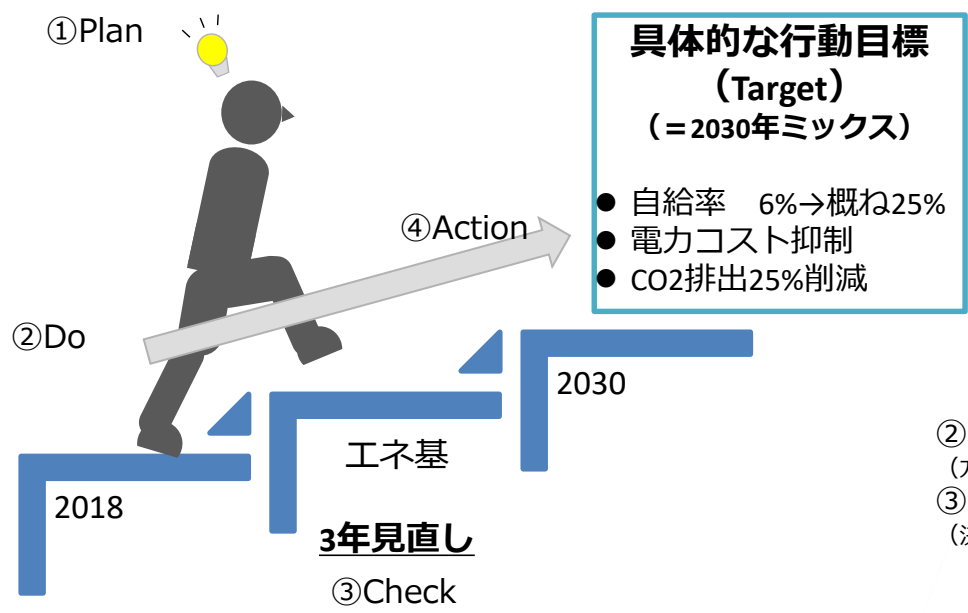 ①Plan
具体的な行動目標
（Target）
（＝2030年ミックス）
● 自給率　6%→概ね25%
● 電力コスト抑制
● CO2排出25%削減
④Action
②Do
2030
エネ基
2018
3年見直し
③Check
②
③